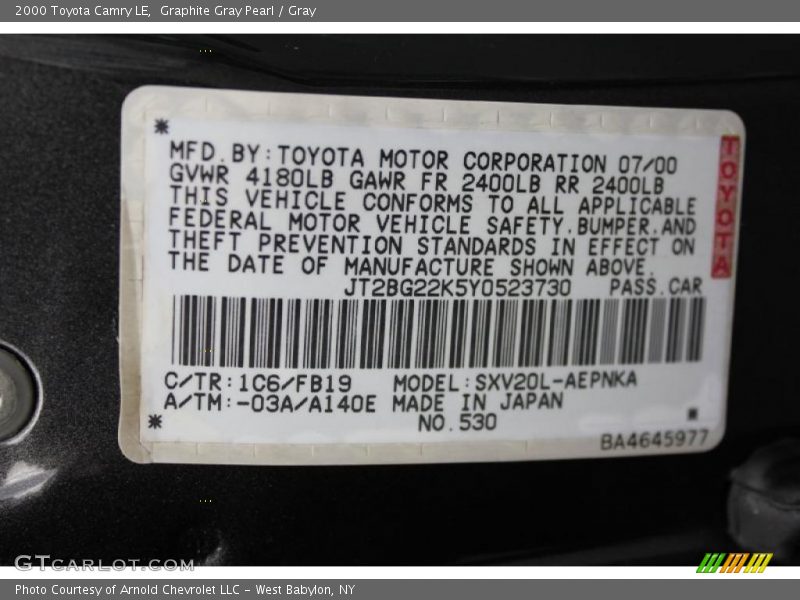 2000 Toyota Camry LE,  Graphite Gray Pearl / Gray
MFD.BY:TOYOTA MOTOR CORPORATION 07/00
GVWR 4180LB GAWR FR 2400LB RR 2400LB
THIS VEHICLE CONFORMS TO ALL APPLICABLE
FEDERAL MOTOR VEHICLE SAFETY.BUMPER.AND
THEFT PREVENTION STANDARDS IN EFFECT ON
THE DATE OF MANUFACTURE SHOWN ABOVE.
JT2BG22K5Y0523730 PASS.CAR
TOYOTA
C/TR:1C6/FB19 MODEL:SXV20L-AEPNKA
A/TM:-03A/A140E MADE IN JAPAN
NO.530
BA4645977
GTCARLOT.COM
Photo Courtesy of Arnold Chevrolet LLC - West Babylon, NY